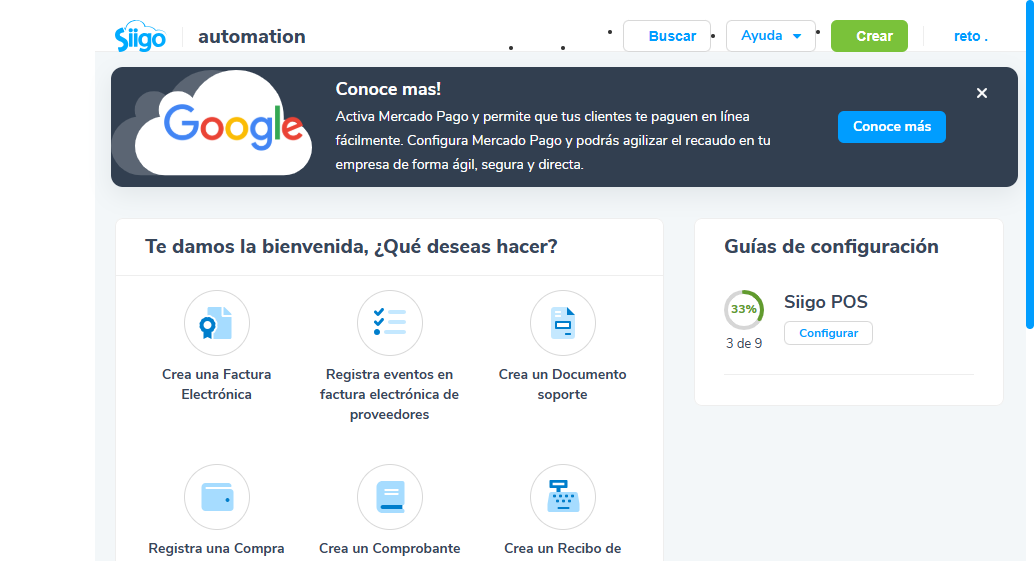 Siigo automation Buscar Ayuda Crear reto .
Google
Conoce mas!
Activa Mercado Pago y permite que tus clientes te paguen en línea
fácilmente. Configura Mercado Pago y podrás agilizar el recaudo en tu
empresa de forma ágil, segura y directa.
Conoce más
Te damos la bienvenida, ¿Qué deseas hacer?
Crea una Factura
Electrónica
Registra eventos en
factura electrónica de
proveedores
Crea un Documento
soporte
Registra una Compra
Crea un Comprobante
Crea un Recibo de
Guías de configuración
33%
3 de 9
Siigo POS
Configurar